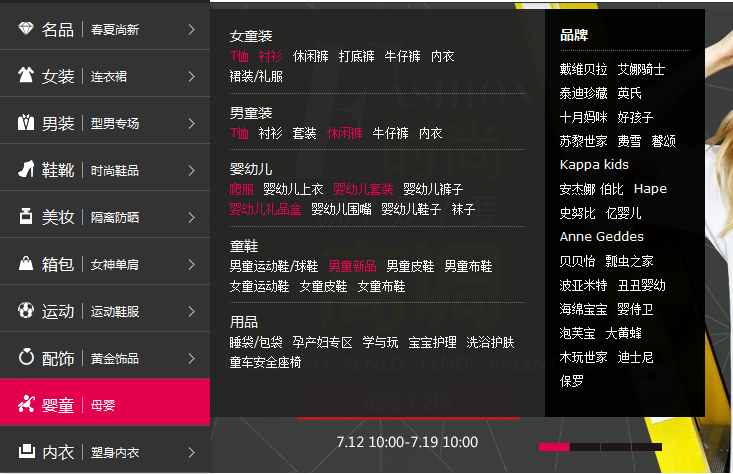 名品 | 春夏尚新
女装 | 连衣裙
男装 | 型男专场
鞋靴 | 时尚鞋品
美妆 | 隔离防晒
箱包 | 女神单肩
运动 | 运动鞋服
配饰 | 黄金饰品
婴童 | 母婴
内衣 | 塑身内衣
女童装
T恤 衬衫 休闲裤 打底裤 牛仔裤 内衣
裙装/礼服
男童装
T恤 衬衫 套装 休闲裤 牛仔裤 内衣
婴幼儿
爬服 婴幼儿上衣 婴幼儿套装 婴幼儿裤子
婴幼儿礼品盒 婴幼儿围嘴 婴幼儿鞋子 袜子
童鞋
男童运动鞋/球鞋 男童新品 男童皮鞋 男童布鞋
女童运动鞋 女童皮鞋 女童布鞋
用品
睡袋/包袋 孕产妇专区 学与玩 宝宝护理 洗浴护肤
童车安全座椅
品牌
戴维贝拉 艾娜骑士
泰迪珍藏 英氏
十月妈咪 好孩子
苏黎世家 费雪 馨颂
Kappa kids
安杰娜 伯比 Hape
史努比 亿婴儿
Anne Geddes
贝贝怡 瓢虫之家
波亚米特 丑丑婴幼
海绵宝宝 婴侍卫
泡芙宝 大黄蜂
木玩世家 迪士尼
保罗
低至3.2折
7.12 10:00-7.19 10:00